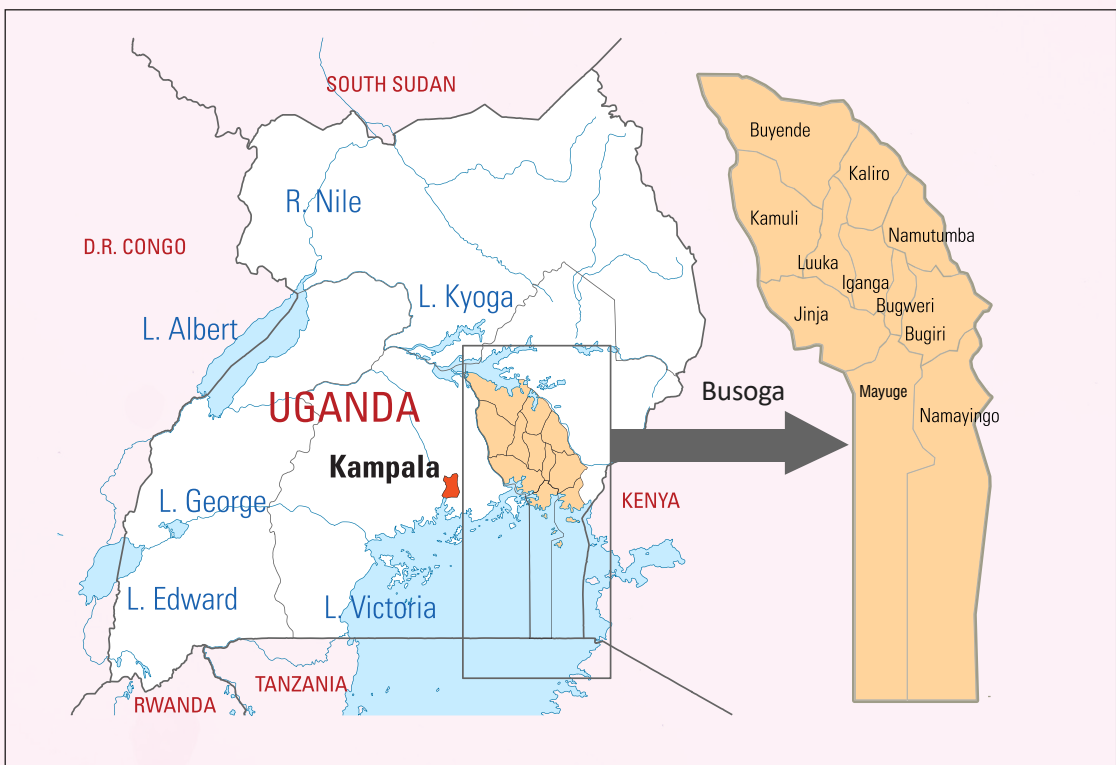 SOUTH SUDAN
R. Nile
D.R. CONGO
L. Kyoga
L. Albert
UGANDA
Kampala
L. George
KENYA
L. Edward
L. Victoria
TANZANIA
RWANDA
Busoga
Buyende
Kaliro
Kamuli
Namutumba
Luuka
Iganga
Bugweri
Jinja
Bugiri
Mayuge
Namayingo